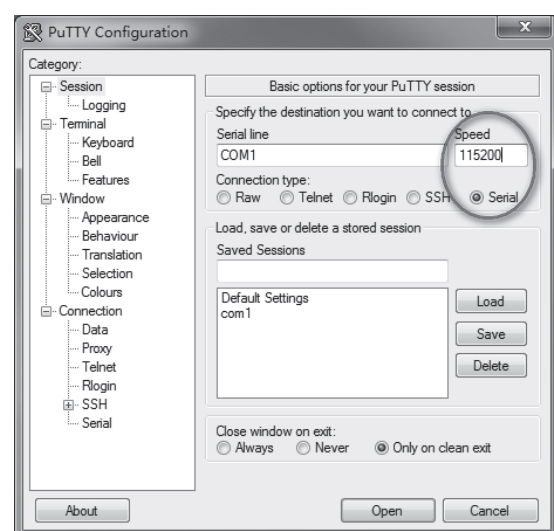 PuTTY Configuration
Category:
Session
Logging
Terminal
Keyboard
Bell
Features
Window
Appearance
Behaviour
Translation
Selection
Colours
Connection
Data
Proxy
Telnet
Rlogin
SSH
Serial
Basic options for your PuTTY session
Specify the destination you want to connect to
Serial line Speed
COM1 115200
Connection type:
Raw Telnet Rlogin SSH Serial
Load, save or delete a stored session
Saved Sessions
Default Settings
com1
Load
Save
Delete
Close window on exit:
Always Never Only on clean exit
About Open Cancel